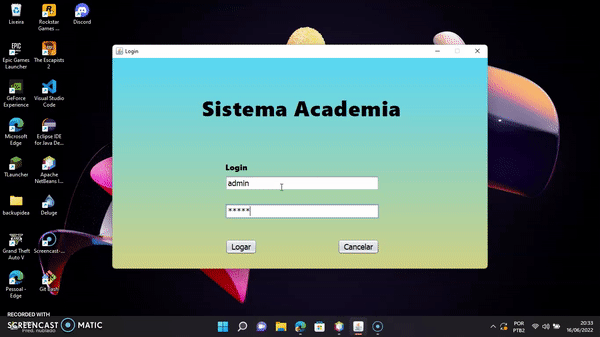 Lixeira
Rockstar
Games ...
Discord
Epic Games
Launcher
The Escapists
2
GeForce
Experience
Visual Studio
Code
Microsoft
Edge
Eclipse IDE
for Java De...
TLauncher
Apache
NetBeans I...
backupidea
Deluge
Grand Theft
Auto V
Screencast-...
Pessoal -
Edge
Git Bash
Login
Sistema Academia
Login
admin
*****
Logar
Cancelar
RECORDED WITH
SCREENCAST MATIC
Pred. nublado
POR
PTB2
20:33
16/06/2022